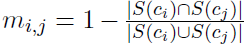 m_{i,j} = 1 - \frac{|S(c_i) \cap S(c_j)|}{|S(c_i) \cup S(c_j)|}